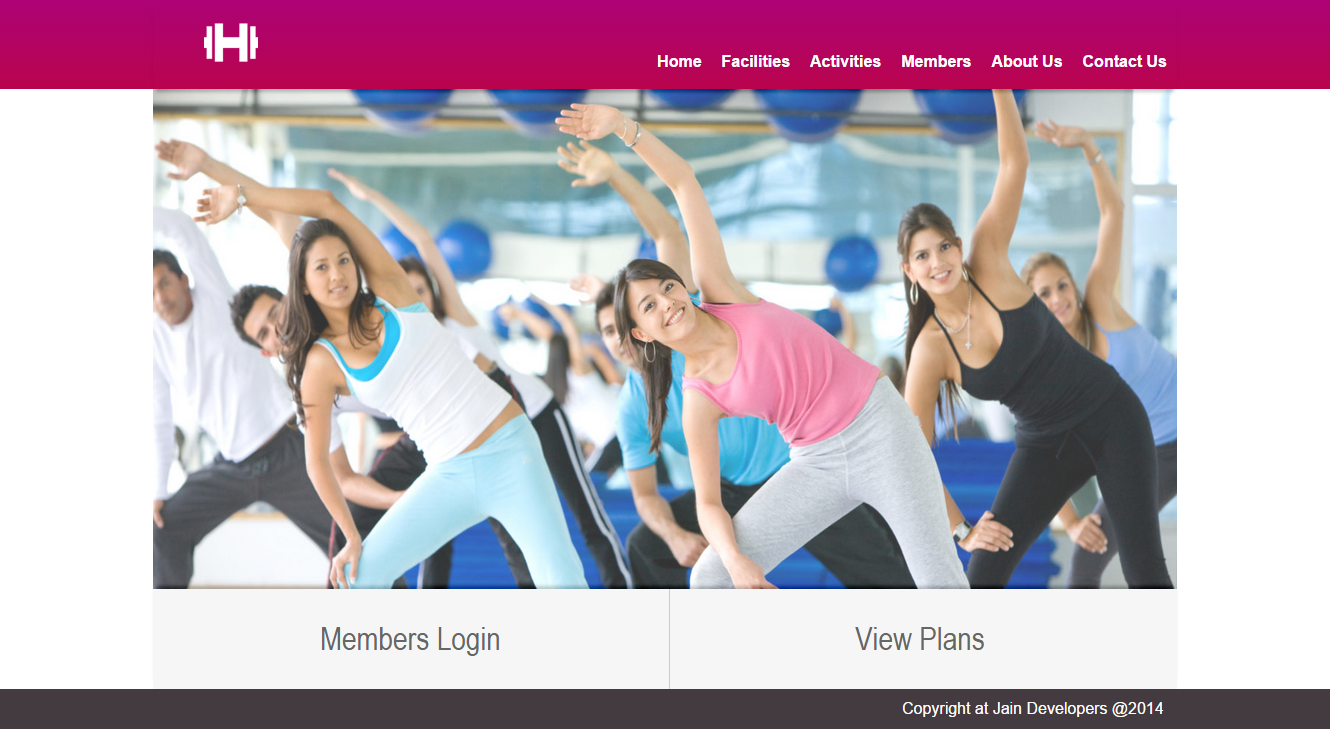 H
Home Facilities Activities Members About Us Contact Us
Members Login
View Plans
Copyright at Jain Developers @2014